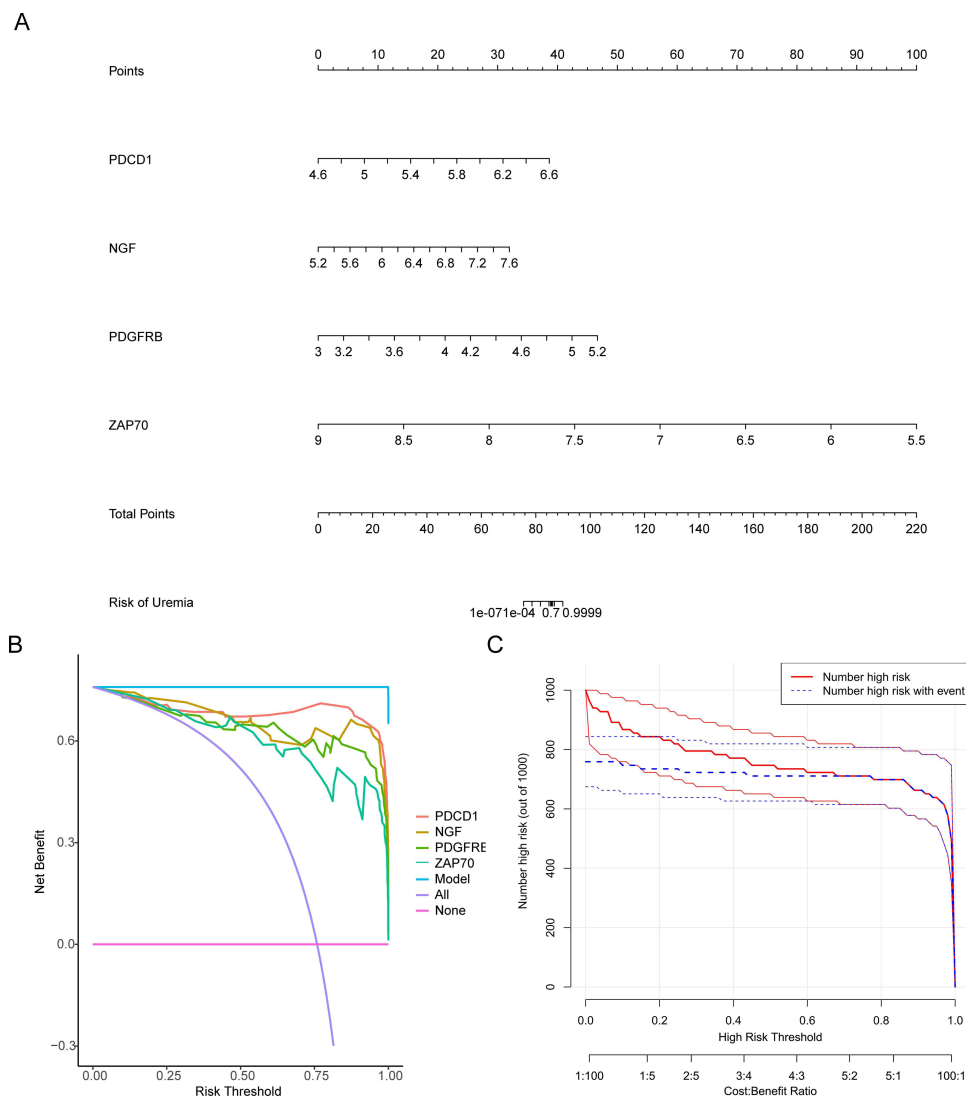 A
0 10 20 30 40 50 60 70 80 90 100
Points
PDCD1
4.6 5 5.4 5.8 6.2 6.6
NGF
5.2 5.6 6 6.4 6.8 7.2 7.6
PDGFRB
3 3.2 3.6 4 4.2 4.6 5 5.2
ZAP70
9 8.5 8 7.5 7 6.5 6 5.5
Total Points
0 20 40 60 80 100 120 140 160 180 200 220
Risk of Uremia
1e-071e-04 0.7 0.9999
B
Net Benefit
0.6
0.3
0.0
−0.3
0.00 0.25 0.50 0.75 1.00
Risk Threshold
PDCD1
NGF
PDGFRE
ZAP70
Model
All
None
C
Number high risk
Number high risk with event
Number high risk (out of 1000)
1000
800
600
400
200
0
0.0 0.2 0.4 0.6 0.8 1.0
High Risk Threshold
1:100 1:5 2:5 3:4 4:3 5:2 5:1 100:1
Cost:Benefit Ratio